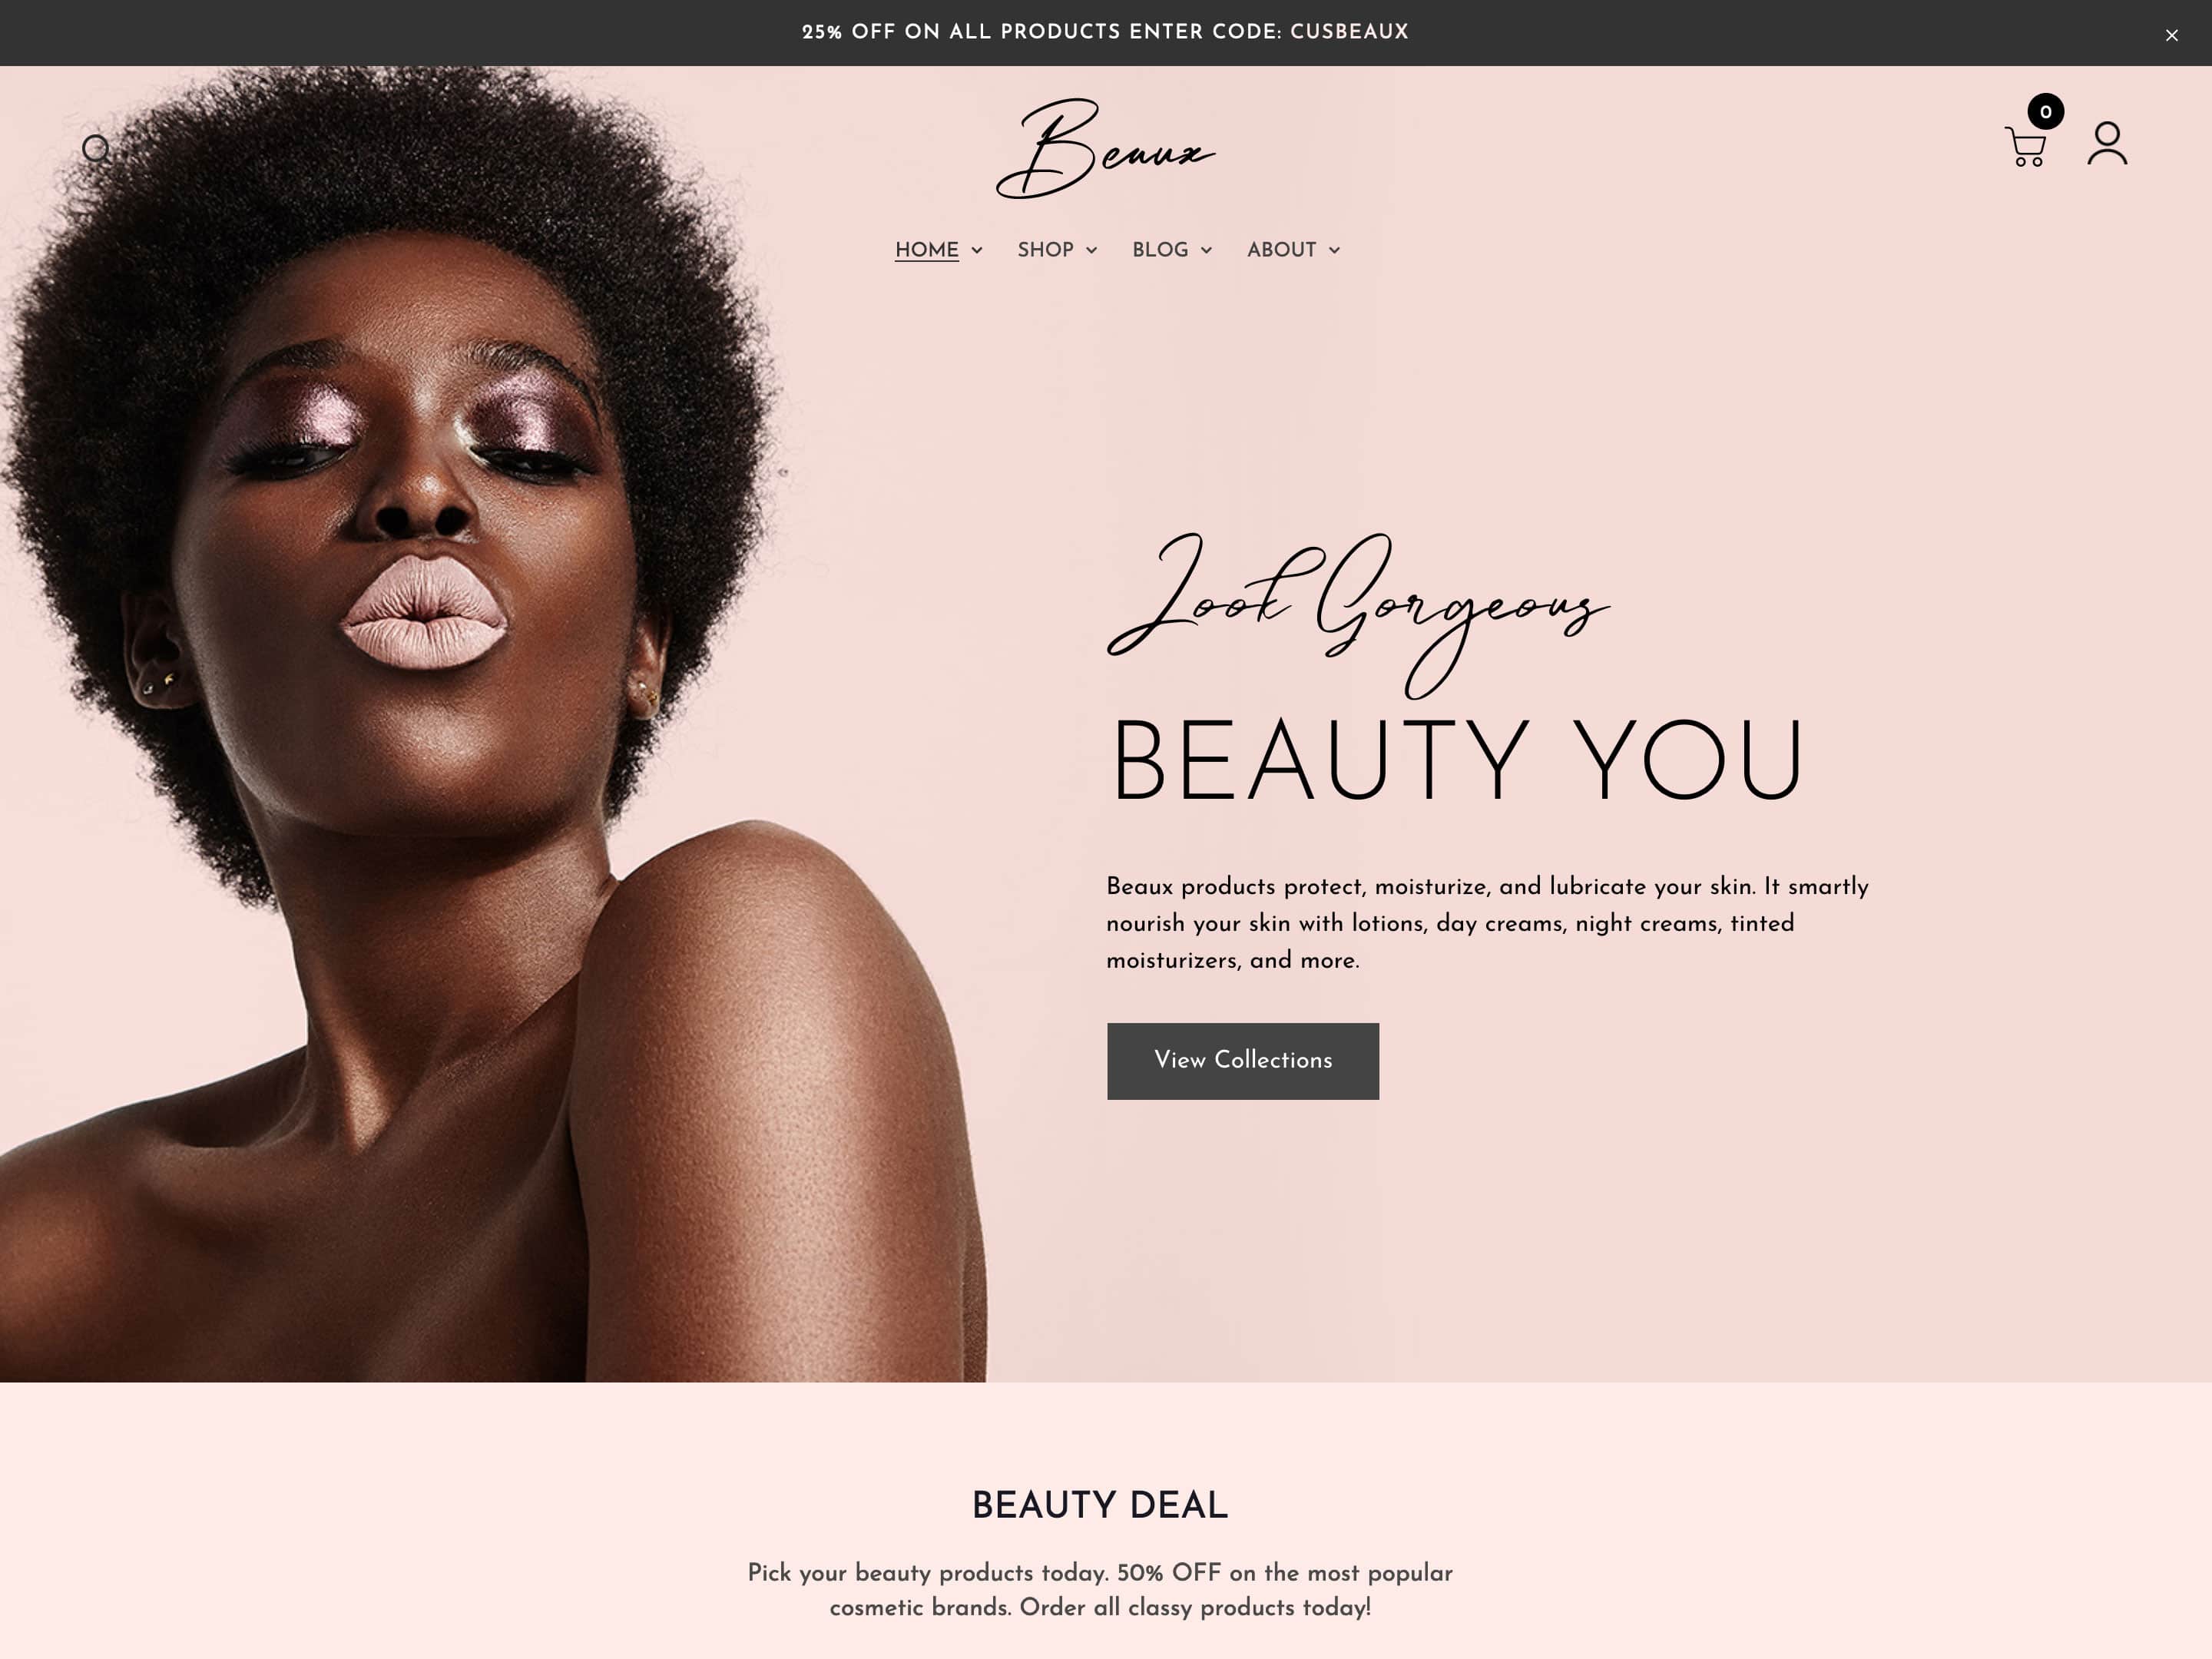 25% OFF ON ALL PRODUCTS ENTER CODE: CUSBEAUX
Beaux
0
HOME SHOP BLOG ABOUT
Look Gorgeous
BEAUTY YOU
Beaux products protect, moisturize, and lubricate your skin. It smartly
nourish your skin with lotions, day creams, night creams, tinted
moisturizers, and more.
View Collections
BEAUTY DEAL
Pick your beauty products today. 50% OFF on the most popular
cosmetic brands. Order all classy products today!